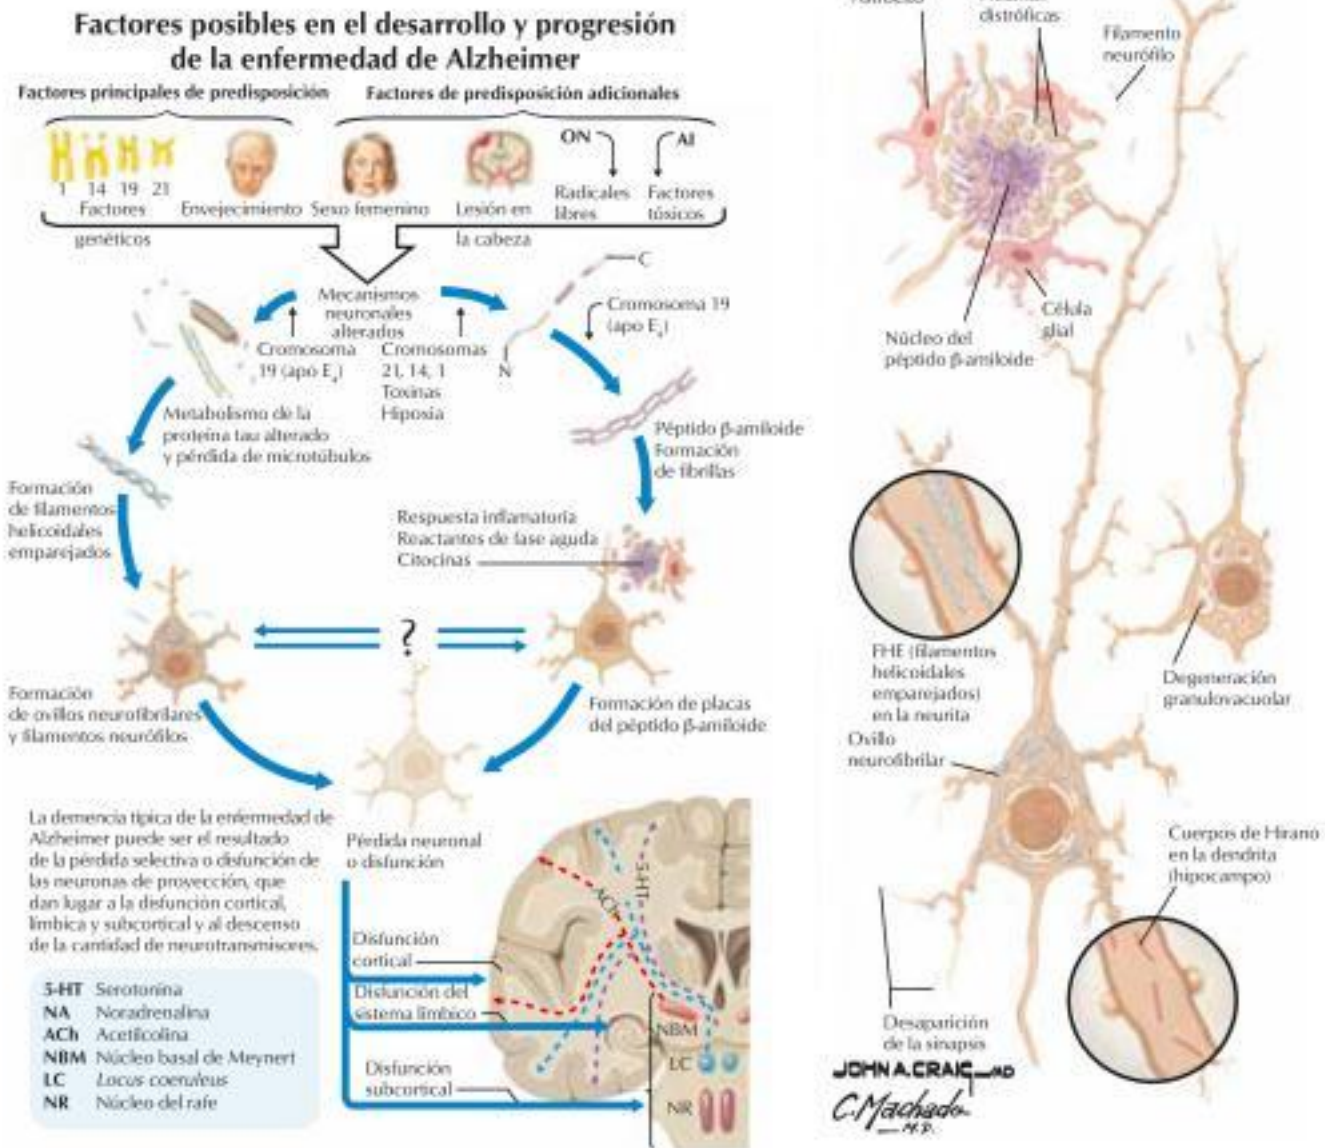 Factores posibles en el desarrollo y progresión
de la enfermedad de Alzheimer
Factores principales de predisposición
Factores de predisposición adicionales
1 14 19 21
Factores
genéticos
Envejecimiento
Sexo femenino
Lesión en
la cabeza
ON
Radicales
libres
AI
Factores
tóxicos
Mecanismos
neuronales
alterados
Cromosoma
19 (apo E4)
Cromosomas
21, 14, 1
Toxinas
Hipoxia
C
N
Cromosoma 19
(apo E4)
Metabolismo de la
proteína tau alterado
y pérdida de microtúbulos
Péptido β-amiloide
Formación
de fibrillas
Formación
de filamentos
helicoidales
emparejados
Respuesta inflamatoria
Reactantes de fase aguda
Citocinas
?
Formación
de ovillos neurofibrilares
y filamentos neurófilos
Formación de placas
del péptido β-amiloide
Pérdida neuronal
o disfunción
La demencia típica de la enfermedad de
Alzheimer puede ser el resultado
de la pérdida selectiva o disfunción de
las neuronas de proyección, que
dan lugar a la disfunción cortical,
límbica y subcortical y al descenso
de la cantidad de neurotransmisores.
5-HT Serotonina
NA Noradrenalina
ACh Acetilcolina
NBM Núcleo basal de Meynert
LC Locus coeruleus
NR Núcleo del rafe
Disfunción
cortical
Disfunción del
sistema límbico
Disfunción
subcortical
ACh
5-HT
NBM
LC
NR
distróficas
Filamento
neurófilo
Célula
glial
Núcleo del
péptido β-amiloide
FHE (filamentos
helicoidales
emparejados)
en la neurita
Degeneración
granulovacuolar
Ovillo
neurofibrilar
Cuerpos de Hirano
en la dendrita
(hipocampo)
Desaparición
de la sinapsis
JOHN A. CRAIG_MD
C. Machado
M.D.